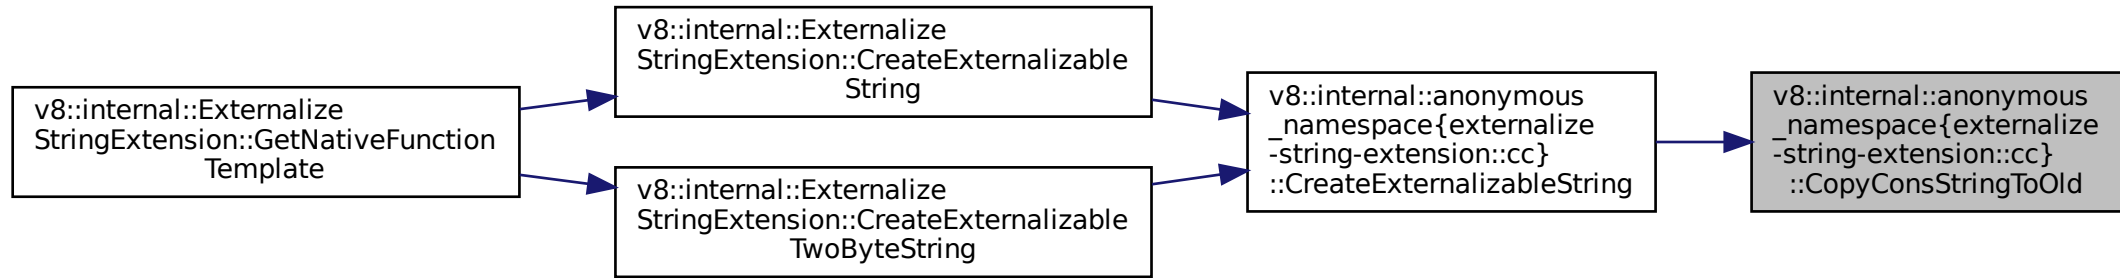 v8::internal::Externalize
StringExtension::GetNativeFunction
Template
v8::internal::Externalize
StringExtension::CreateExternalizable
String
v8::internal::Externalize
StringExtension::CreateExternalizable
TwoByteString
v8::internal::anonymous
_namespace{externalize
-string-extension::cc}
::CreateExternalizableString
v8::internal::anonymous
_namespace{externalize
-string-extension::cc}
::CopyConsStringToOld